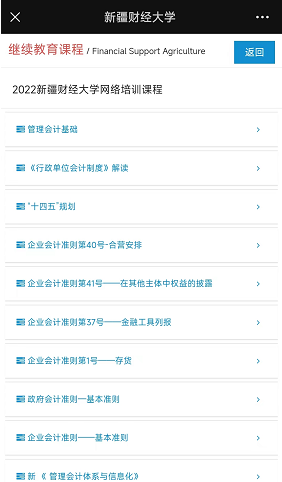 新疆财经大学
继续教育课程 / Financial Support Agriculture
返回
2022新疆财经大学网络培训课程
管理会计基础
《行政单位会计制度》解读
“十四五”规划
企业会计准则第40号-合营安排
企业会计准则第41号——在其他主体中权益的披露
企业会计准则第37号——金融工具列报
企业会计准则第1号——存货
政府会计准则—基本准则
企业会计准则——基本准则
新《 管理会计体系与信息化》